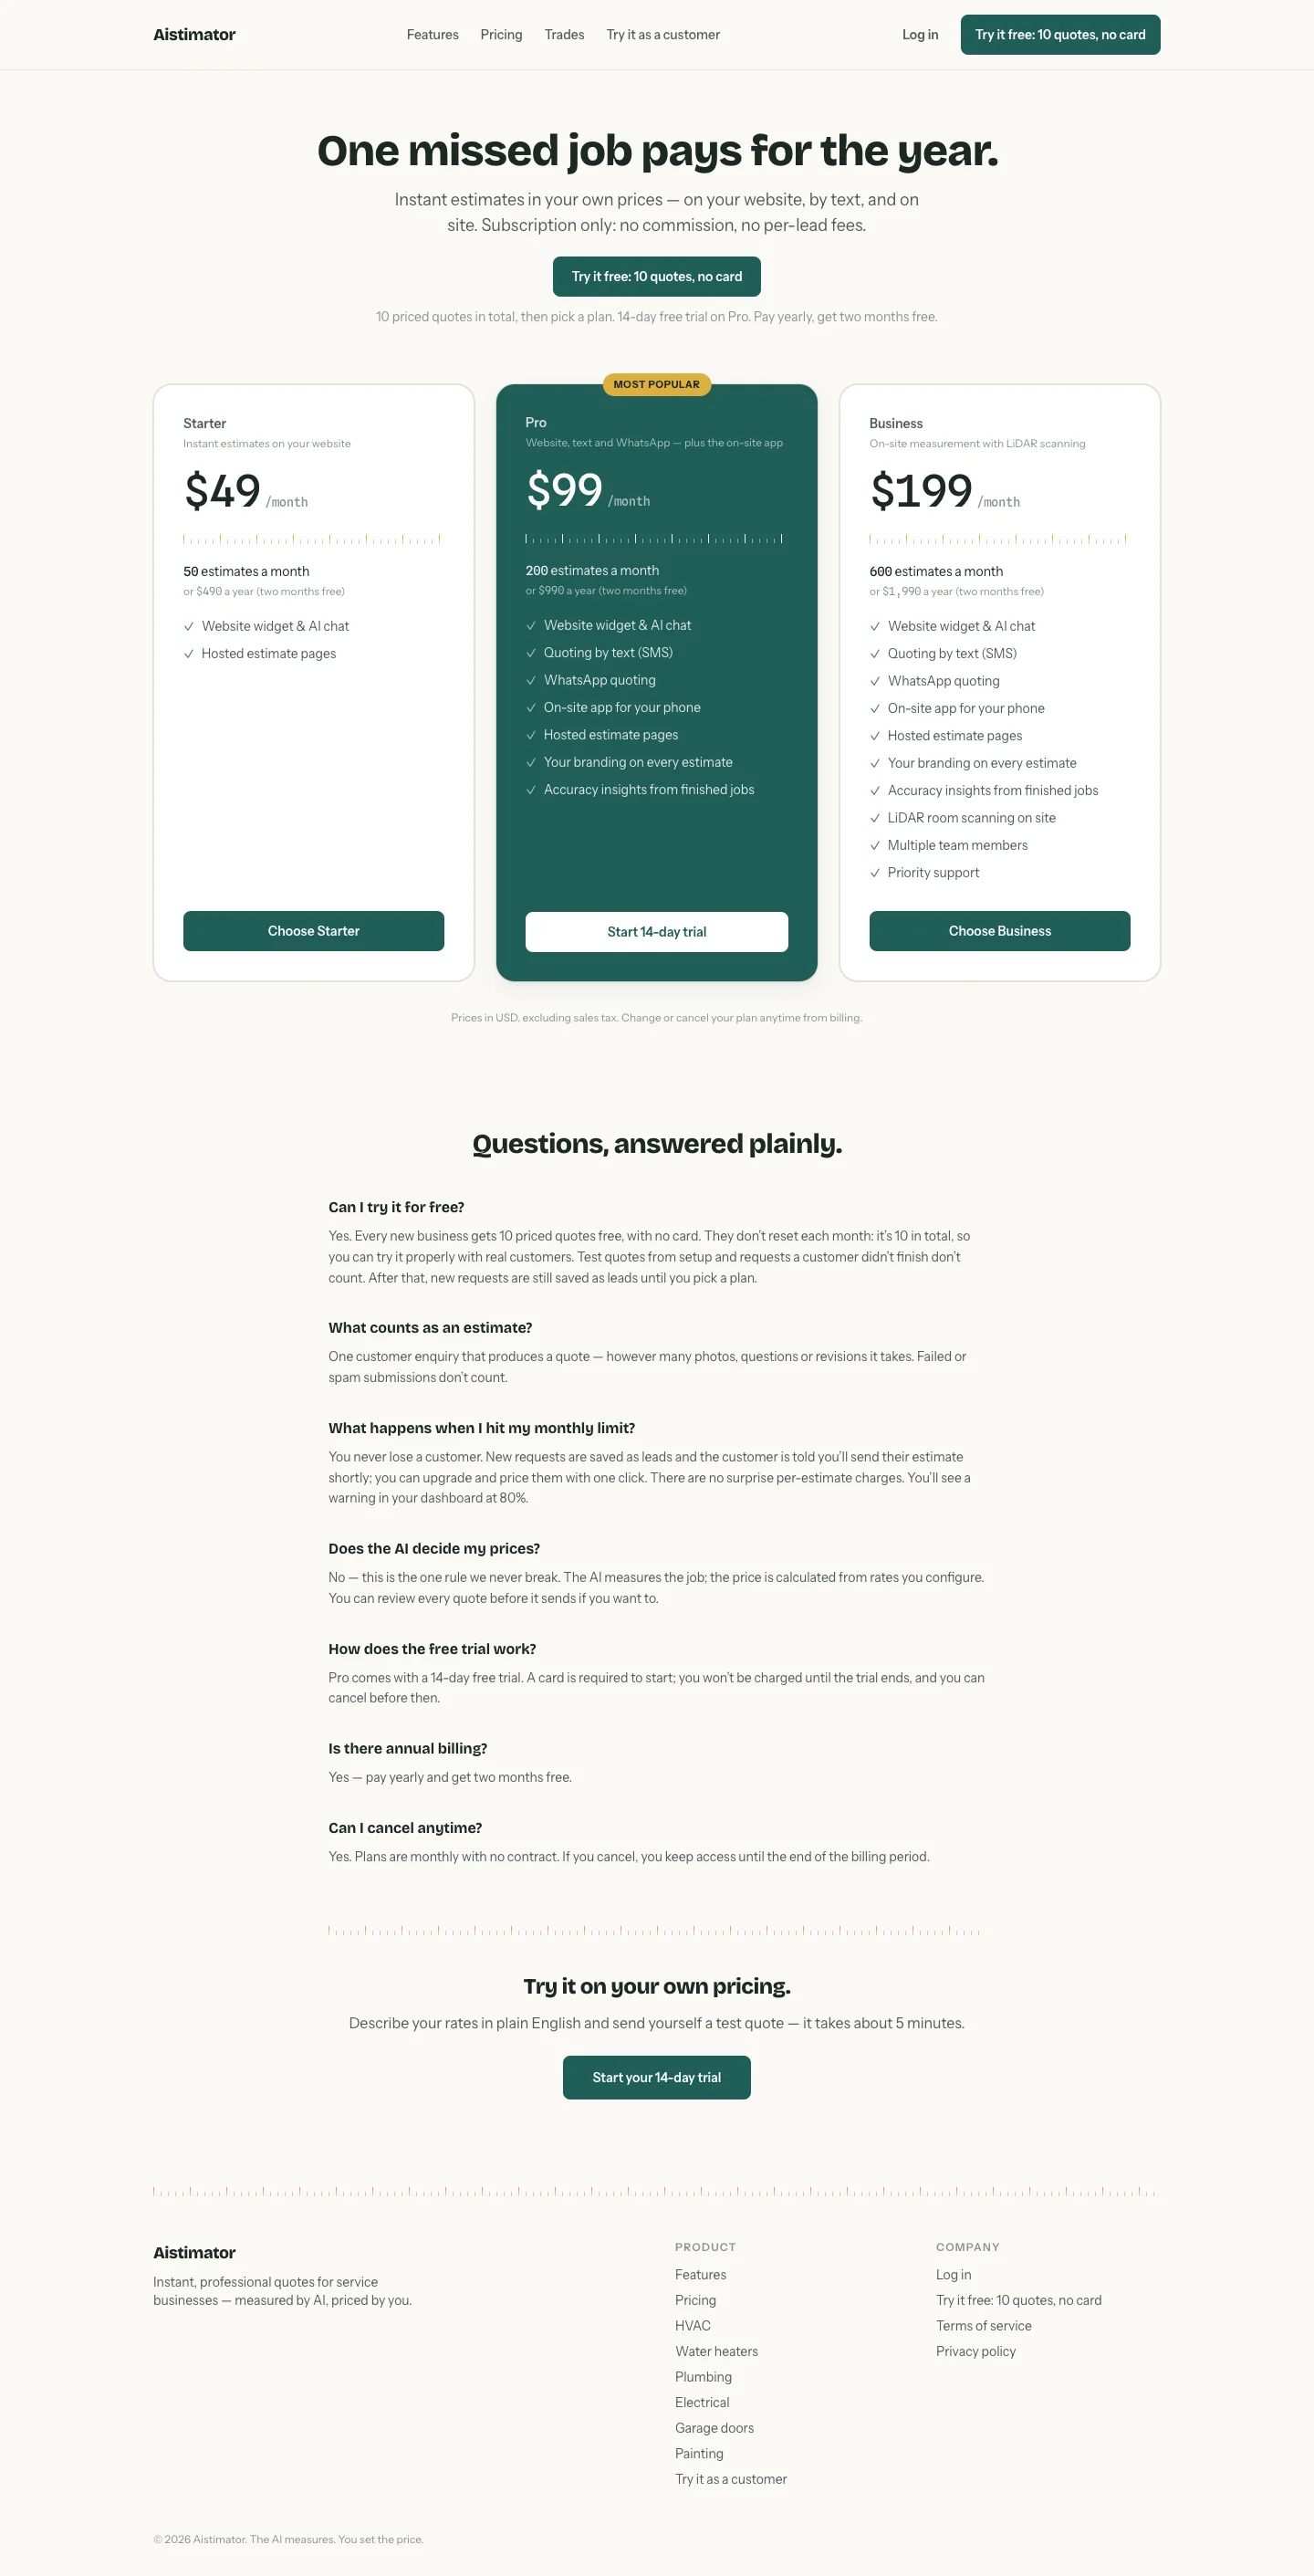 Aistimator
Features
Pricing
Trades
Try it as a customer
Log in
Try it free: 10 quotes, no card
One missed job pays for the year.
Instant estimates in your own prices — on your website, by text, and on
site. Subscription only: no commission, no per-lead fees.
Try it free: 10 quotes, no card
10 priced quotes in total, then pick a plan. 14-day free trial on Pro. Pay yearly, get two months free.
Starter
Instant estimates on your website
$49 /month
50 estimates a month
or $490 a year (two months free)
✓ Website widget & AI chat
✓ Hosted estimate pages
Choose Starter
MOST POPULAR
Pro
Website, text and WhatsApp — plus the on-site app
$99 /month
200 estimates a month
or $990 a year (two months free)
✓ Website widget & AI chat
✓ Quoting by text (SMS)
✓ WhatsApp quoting
✓ On-site app for your phone
✓ Hosted estimate pages
✓ Your branding on every estimate
✓ Accuracy insights from finished jobs
Start 14-day trial
Business
On-site measurement with LiDAR scanning
$199 /month
600 estimates a month
or $1,990 a year (two months free)
✓ Website widget & AI chat
✓ Quoting by text (SMS)
✓ WhatsApp quoting
✓ On-site app for your phone
✓ Hosted estimate pages
✓ Your branding on every estimate
✓ Accuracy insights from finished jobs
✓ LiDAR room scanning on site
✓ Multiple team members
✓ Priority support
Choose Business
Prices in USD, excluding sales tax. Change or cancel your plan anytime from billing.
Questions, answered plainly.
Can I try it for free?
Yes. Every new business gets 10 priced quotes free, with no card. They don't reset each month: it's 10 in total, so
you can try it properly with real customers. Test quotes from setup and requests a customer didn't finish don't
count. After that, new requests are still saved as leads until you pick a plan.
What counts as an estimate?
One customer enquiry that produces a quote — however many photos, questions or revisions it takes. Failed or
spam submissions don't count.
What happens when I hit my monthly limit?
You never lose a customer. New requests are saved as leads and the customer is told you'll send their estimate
shortly; you can upgrade and price them with one click. There are no surprise per-estimate charges. You'll see a
warning in your dashboard at 80%.
Does the AI decide my prices?
No — this is the one rule we never break. The AI measures the job; the price is calculated from rates you configure.
You can review every quote before it sends if you want to.
How does the free trial work?
Pro comes with a 14-day free trial. A card is required to start; you won't be charged until the trial ends, and you can
cancel before then.
Is there annual billing?
Yes — pay yearly and get two months free.
Can I cancel anytime?
Yes. Plans are monthly with no contract. If you cancel, you keep access until the end of the billing period.
Try it on your own pricing.
Describe your rates in plain English and send yourself a test quote — it takes about 5 minutes.
Start your 14-day trial
Aistimator
Instant, professional quotes for service
businesses — measured by AI, priced by you.
PRODUCT
Features
Pricing
HVAC
Water heaters
Plumbing
Electrical
Garage doors
Painting
Try it as a customer
COMPANY
Log in
Try it free: 10 quotes, no card
Terms of service
Privacy policy
© 2026 Aistimator. The AI measures. You set the price.